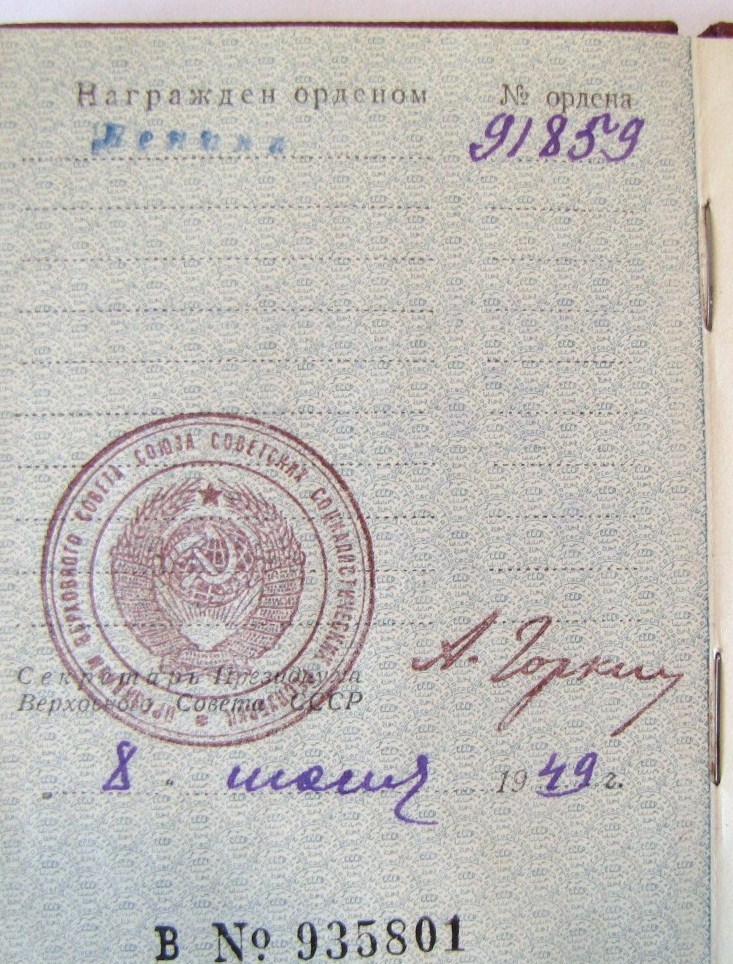 Награжден орденом № ордена
Ленина 91859
ПРЕЗИДИУМ ВЕРХОВНОГО СОВЕТА СОЮЗА СОВЕТСКИХ СОЦИАЛИСТИЧЕСКИХ РЕСПУБЛИК
Секретарь Президиума
Верховного Совета СССР
А. Горкин
„ 8 " июня 1949 г.
В № 935801